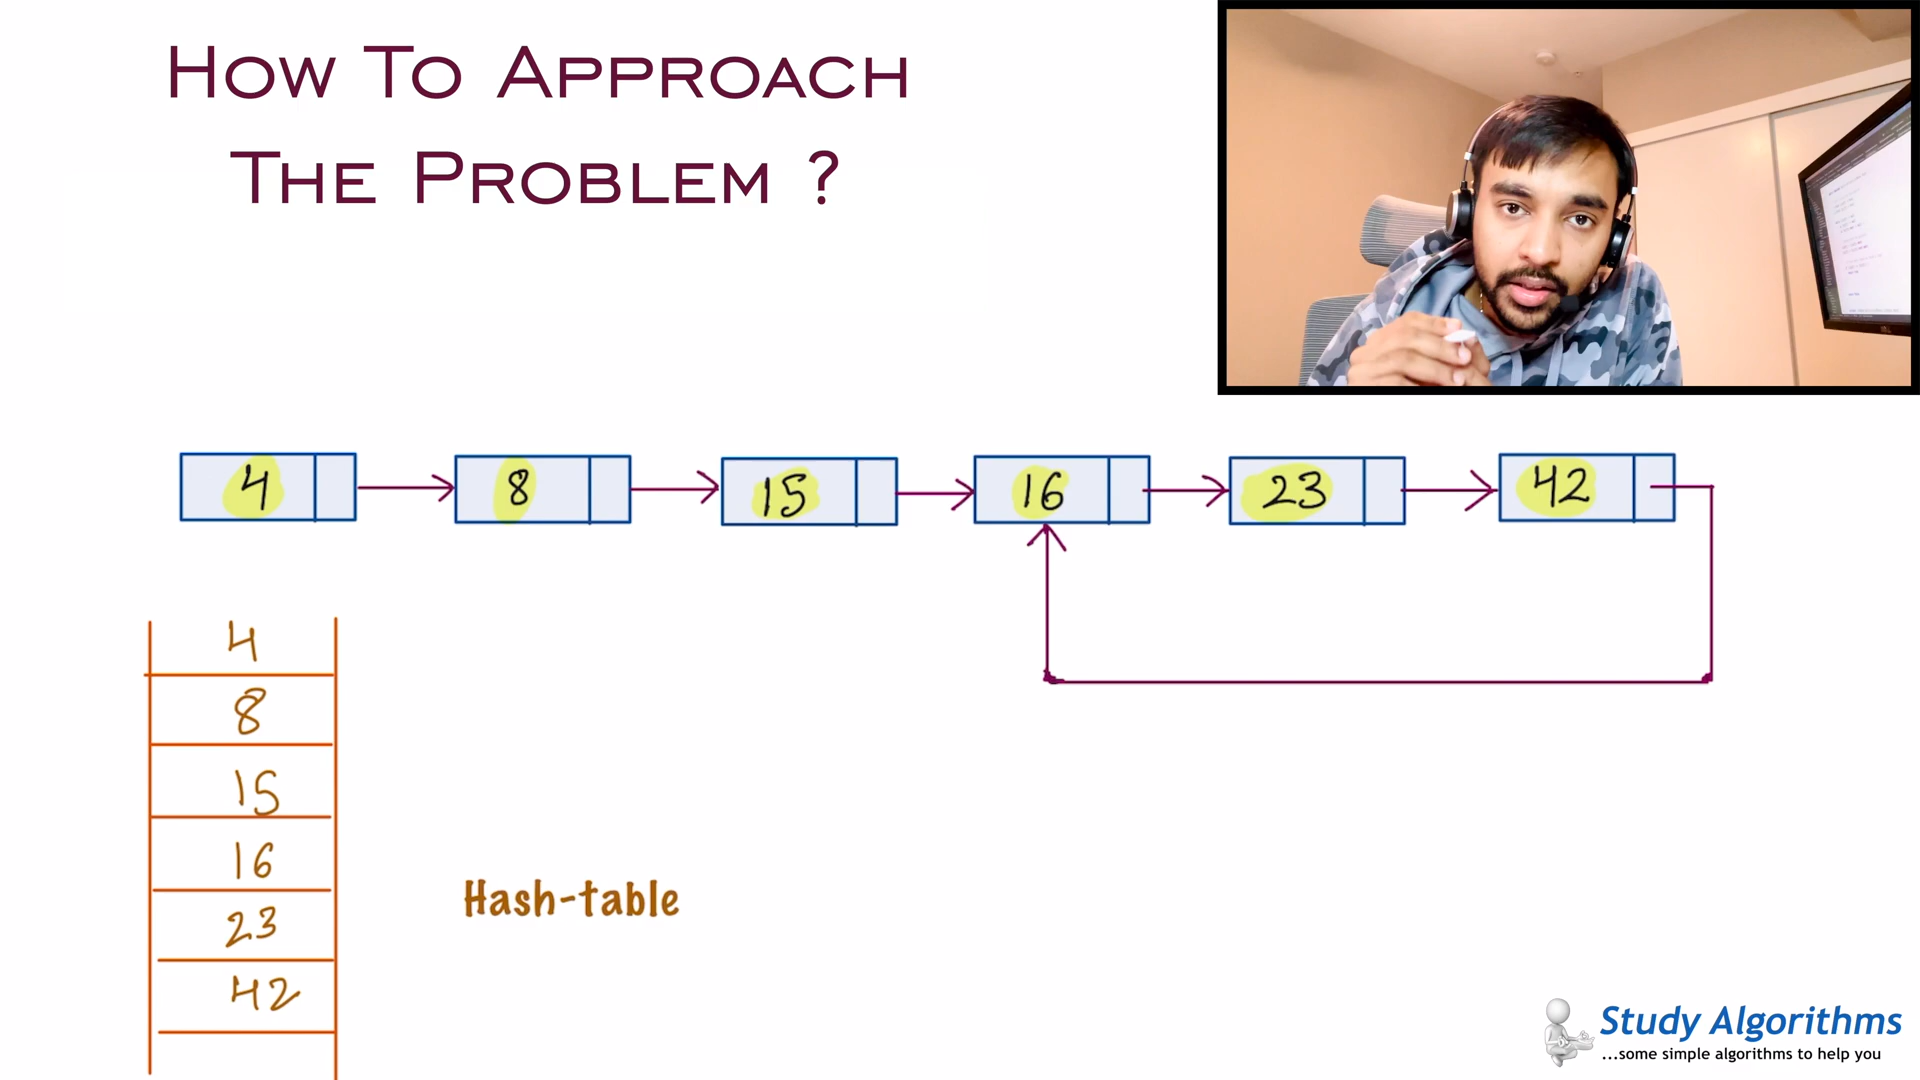 How To Approach
The Problem ?
4 8 15 16 23 42
4
8
15
16
23
42
Hash-table
Study Algorithms
...some simple algorithms to help you